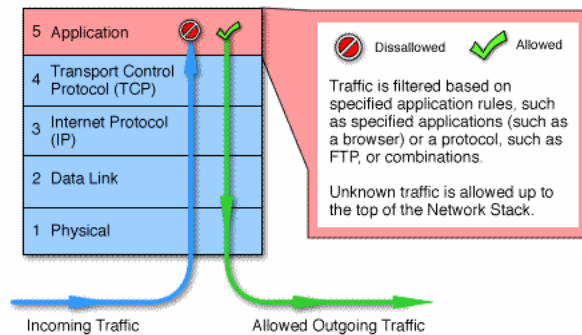 5 Application
4 Transport Control
Protocol (TCP)
3 Internet Protocol
(IP)
2 Data Link
1 Physical
Incoming Traffic
Allowed Outgoing Traffic
Dissallowed
Allowed
Traffic is filtered based on
specified application rules, such
as specified applications (such as
a browser) or a protocol, such as
FTP, or combinations.
Unknown traffic is allowed up to
the top of the Network Stack.